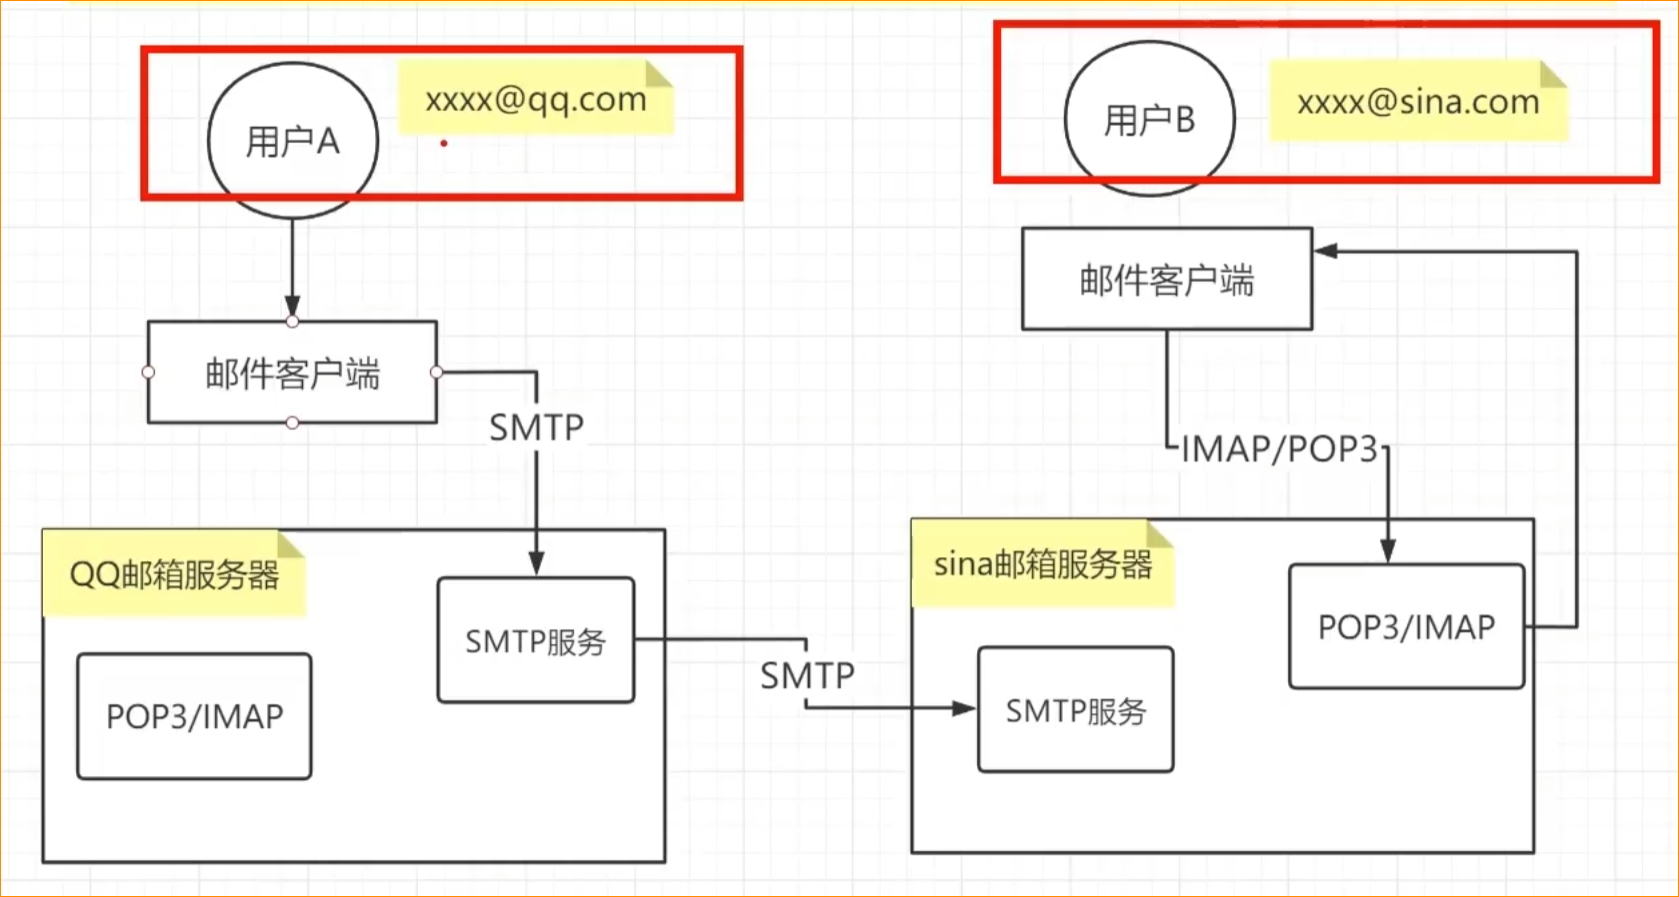 用户A
xxxx@qq.com
用户B
xxxx@sina.com
邮件客户端
邮件客户端
SMTP
IMAP/POP3
QQ邮箱服务器
SMTP服务
POP3/IMAP
SMTP
sina邮箱服务器
POP3/IMAP
SMTP服务